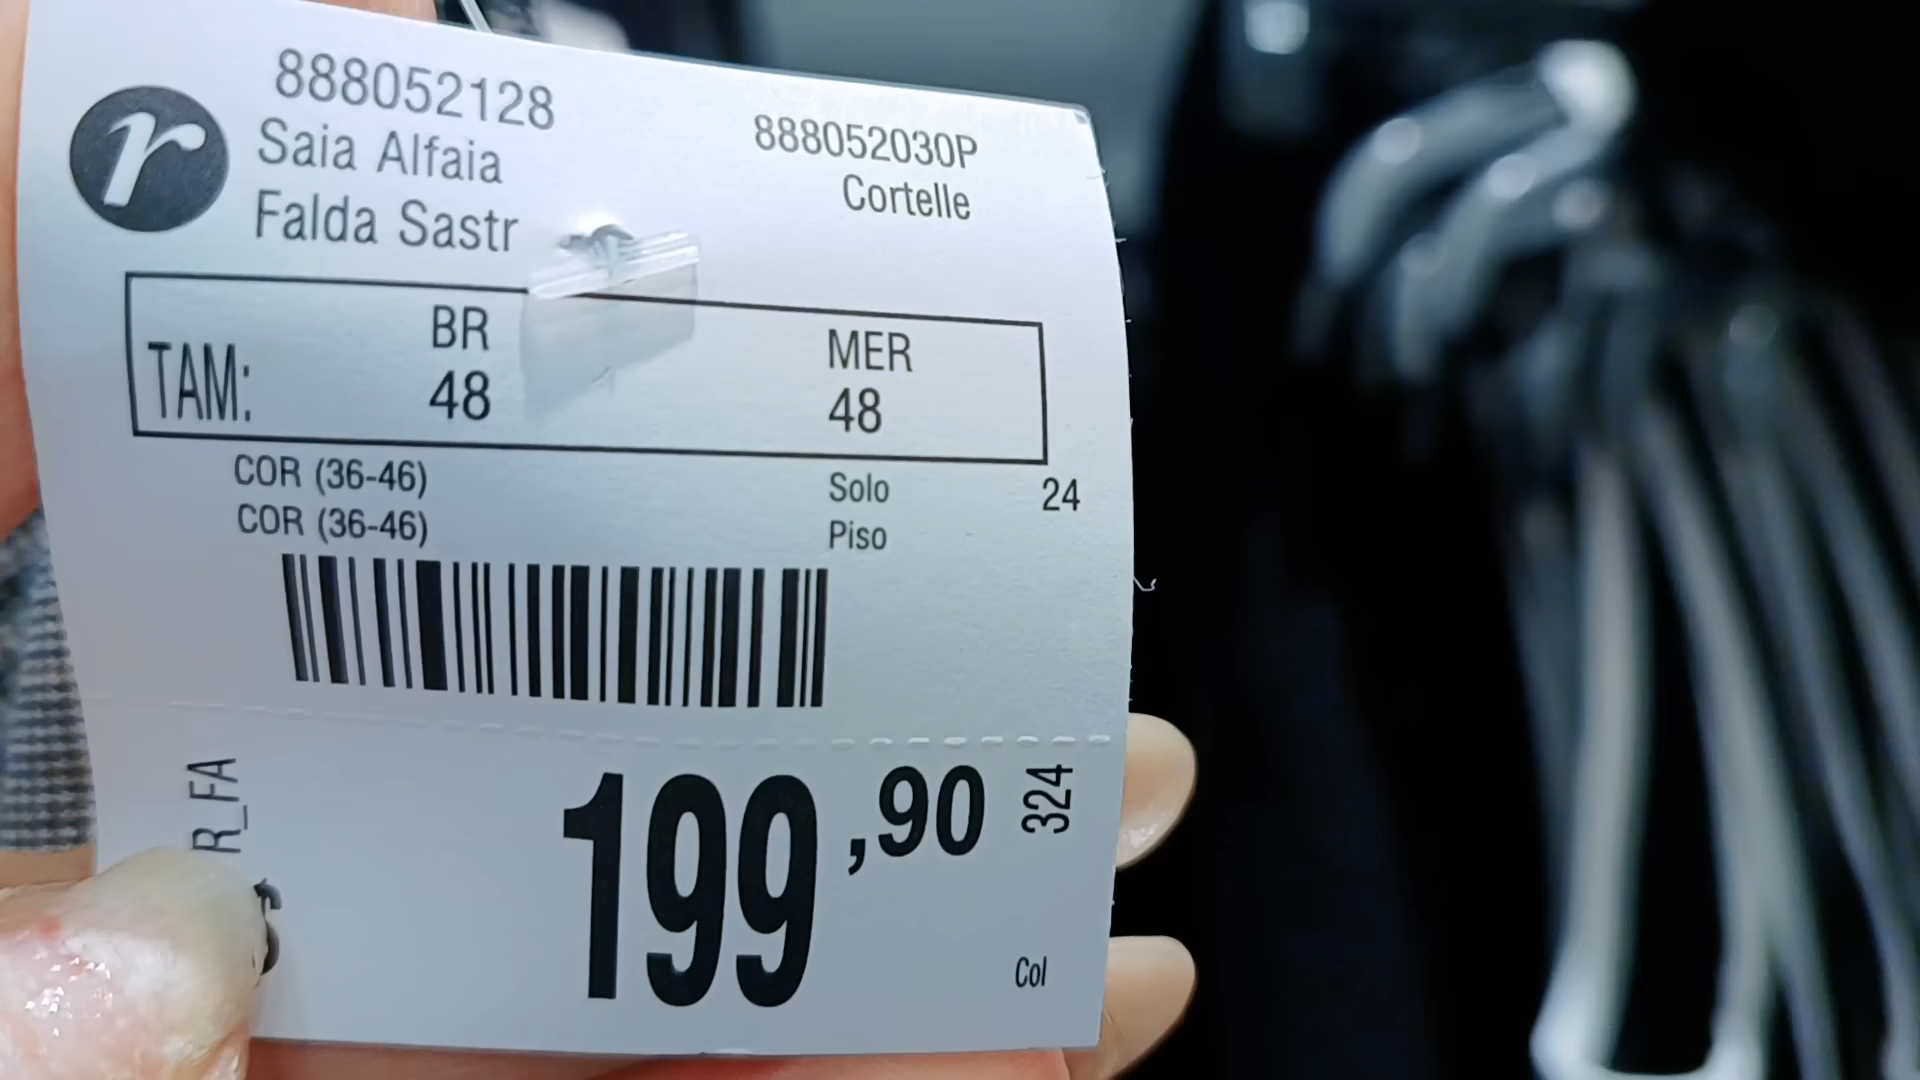 r
888052128
Saia Alfaia
Falda Sastr
888052030P
Cortelle
TAM:
BR
48
MER
48
COR (36-46)
COR (36-46)
Solo
Piso
24
R_FA
199,90
324
Col